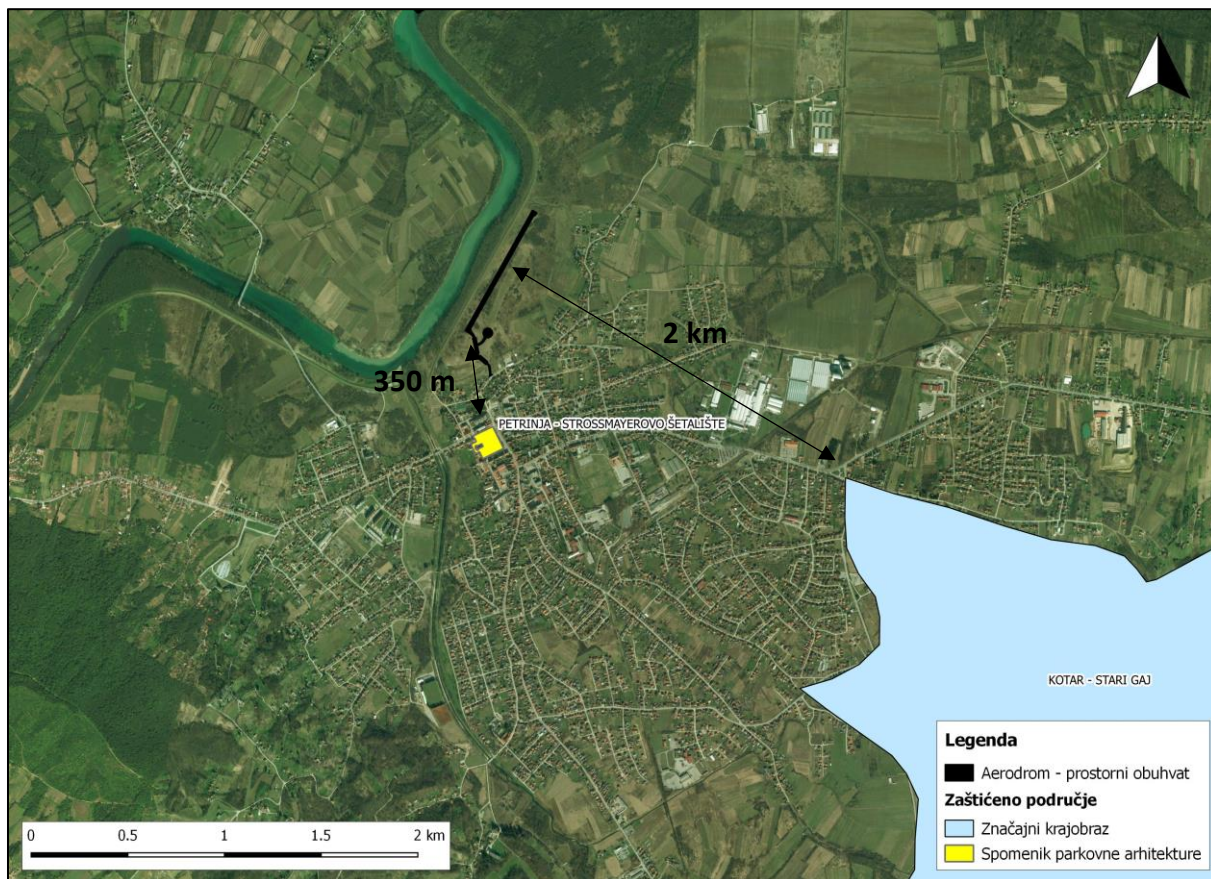 2 km
350 m
PETRINJA - STROSSMAYEROVO ŠETALIŠTE
KOTAR - STARI GAJ
Legenda
Aerodrom - prostorni obuhvat
Zaštićeno područje
Značajni krajobraz
Spomenik parkovne arhitekture
0 0.5 1 1.5 2 km